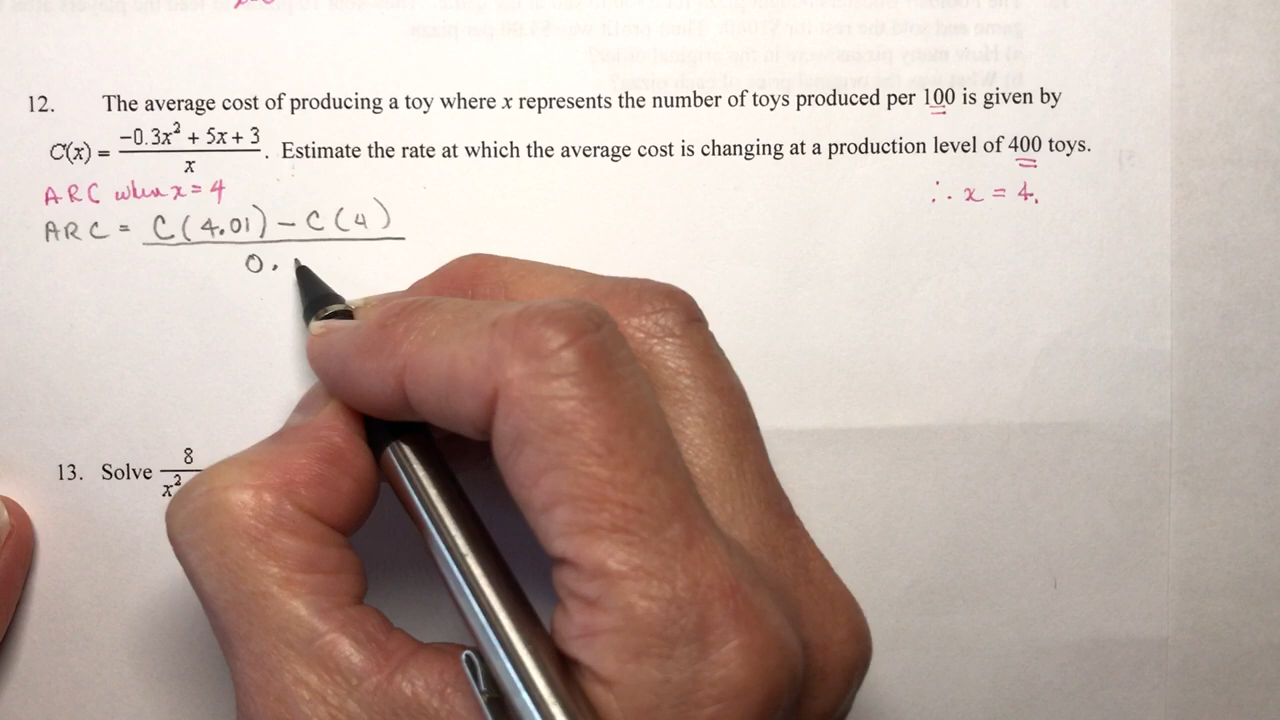 12. The average cost of producing a toy where x represents the number of toys produced per 100 is given by
C(x) = (-0.3x² + 5x + 3)/x . Estimate the rate at which the average cost is changing at a production level of 400 toys.
ARC when x = 4
∴ x = 4.
ARC = C(4.01) - C(4)
0.
13. Solve 8
x²